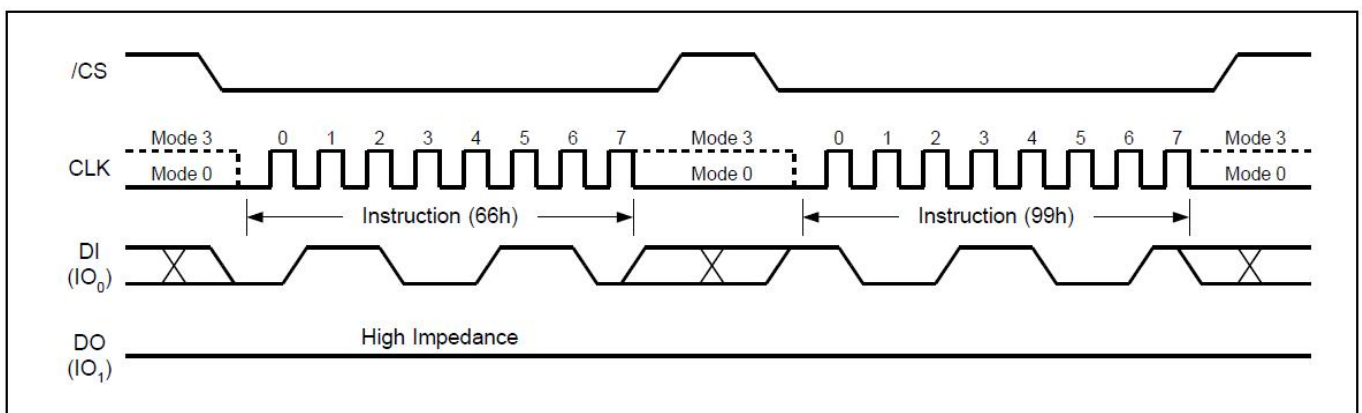 /CS
Mode 3 0 1 2 3 4 5 6 7 Mode 3 0 1 2 3 4 5 6 7 Mode 3
CLK
Mode 0 Mode 0 Mode 0
Instruction (66h) Instruction (99h)
DI
(IO0)
High Impedance
DO
(IO1)